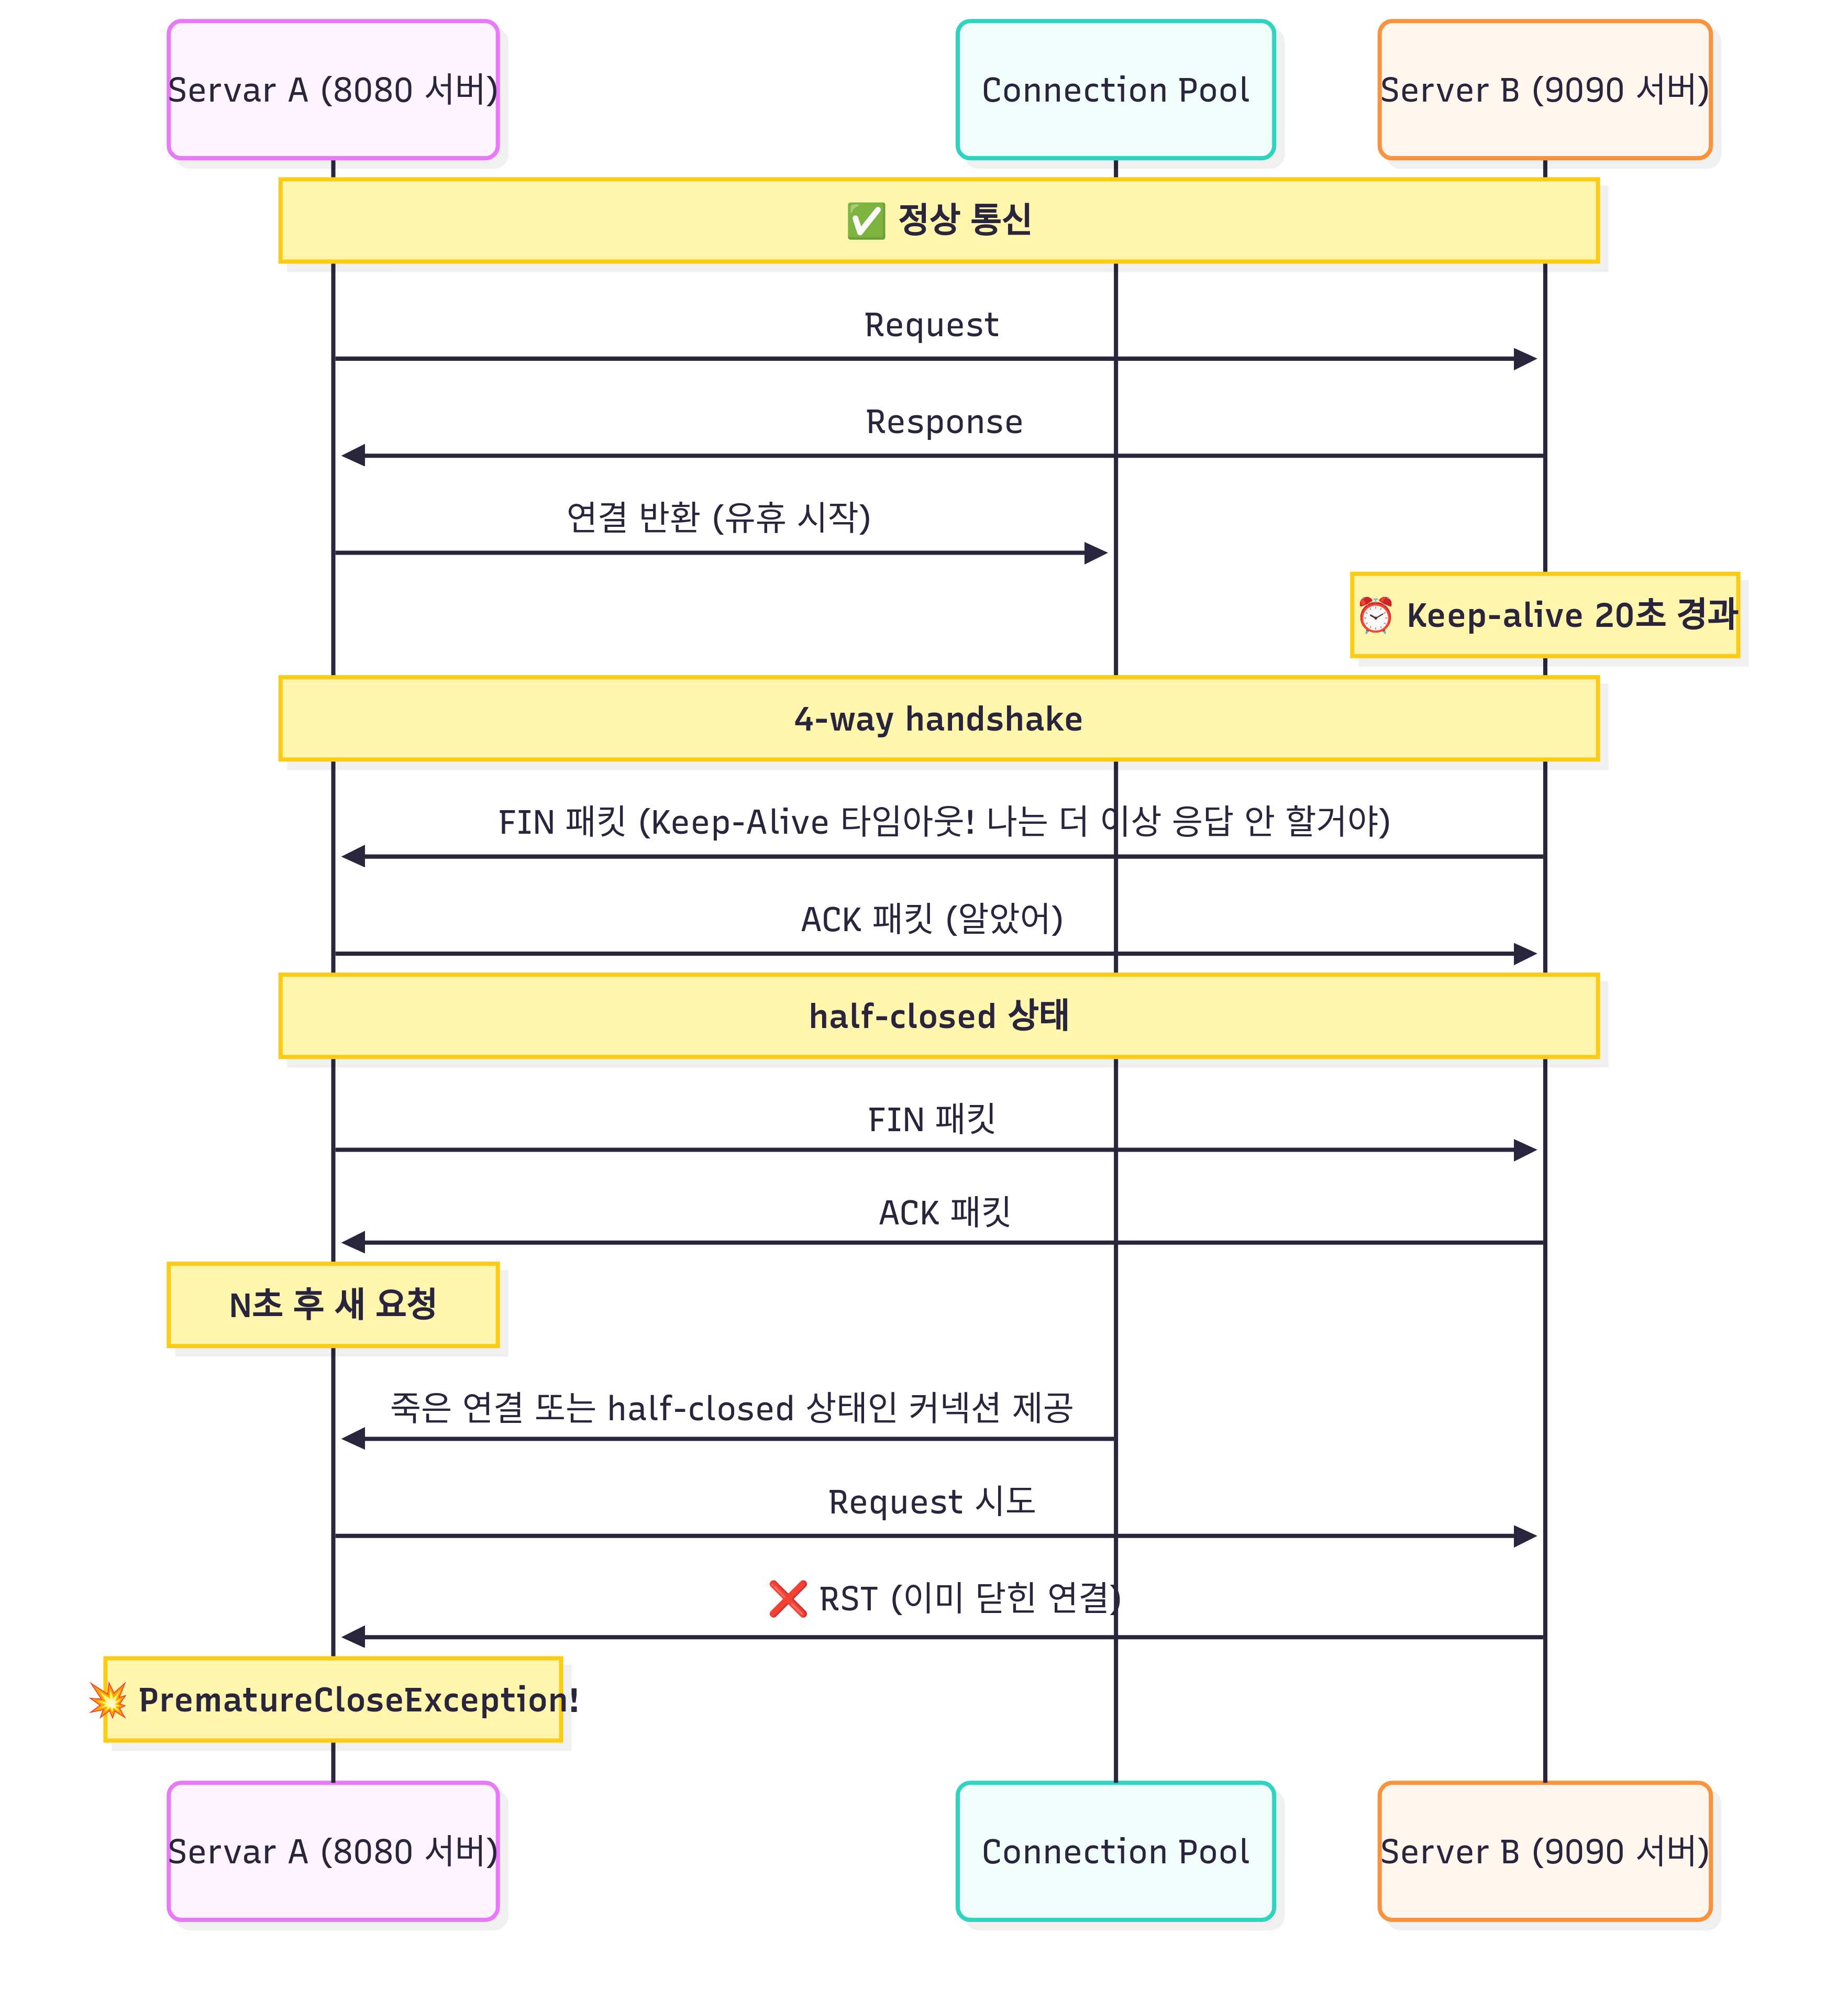 Servar A (8080 서버)
Connection Pool
Server B (9090 서버)
✅ 정상 통신
Request
Response
연결 반환 (유휴 시작)
⏰ Keep-alive 20초 경과
4-way handshake
FIN 패킷 (Keep-Alive 타임아웃! 나는 더 이상 응답 안 할거야)
ACK 패킷 (알았어)
half-closed 상태
FIN 패킷
ACK 패킷
N초 후 새 요청
죽은 연결 또는 half-closed 상태인 커넥션 제공
Request 시도
❌ RST (이미 닫힌 연결)
💥 PrematureCloseException!
Servar A (8080 서버)
Connection Pool
Server B (9090 서버)